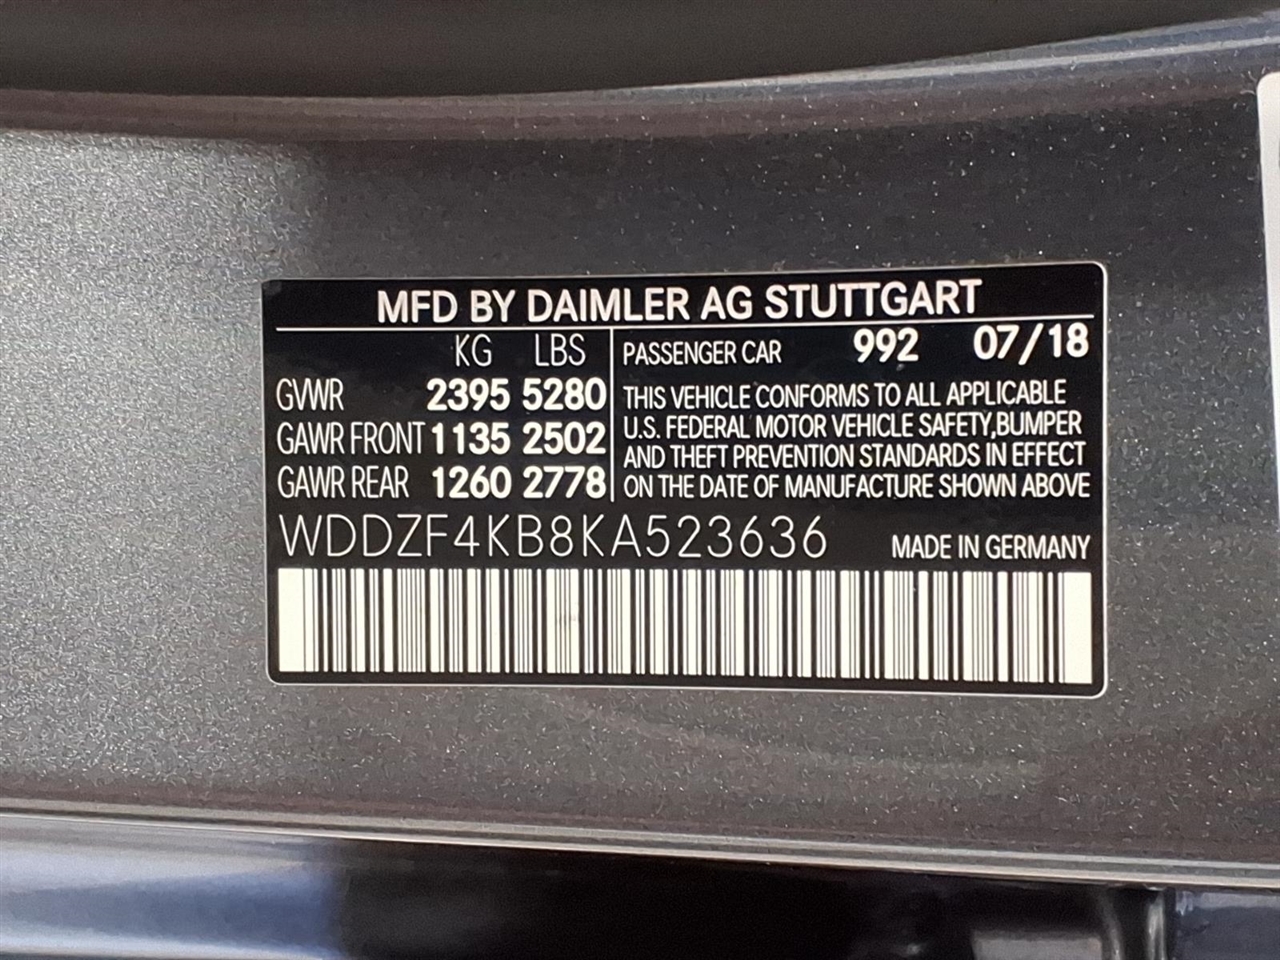 MFD BY DAIMLER AG STUTTGART
KG LBS
GVWR 2395 5280
GAWR FRONT 1135 2502
GAWR REAR 1260 2778
PASSENGER CAR 992 07/18
THIS VEHICLE CONFORMS TO ALL APPLICABLE
U.S. FEDERAL MOTOR VEHICLE SAFETY,BUMPER
AND THEFT PREVENTION STANDARDS IN EFFECT
ON THE DATE OF MANUFACTURE SHOWN ABOVE
WDDZF4KB8KA523636 MADE IN GERMANY